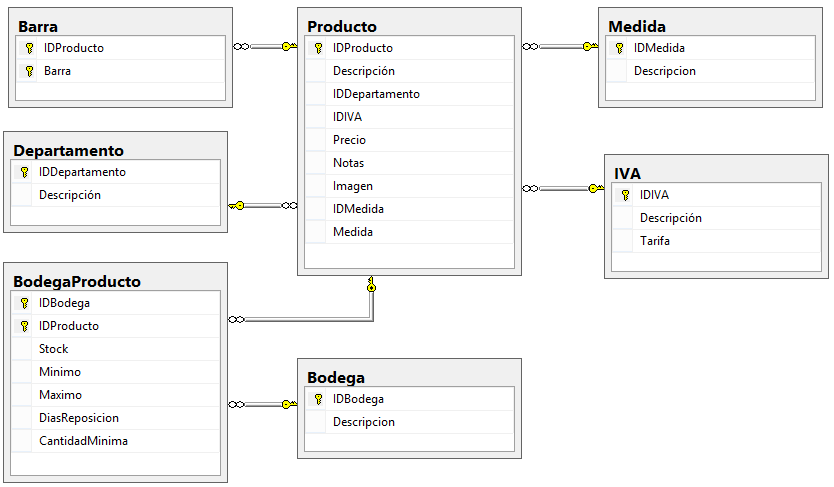 Barra
IDProducto
Barra
Producto
IDProducto
Descripción
IDDepartamento
IDIVA
Precio
Notas
Imagen
IDMedida
Medida
Medida
IDMedida
Descripcion
Departamento
IDDepartamento
Descripción
IVA
IDIVA
Descripción
Tarifa
BodegaProducto
IDBodega
IDProducto
Stock
Minimo
Maximo
DiasReposicion
CantidadMinima
Bodega
IDBodega
Descripcion